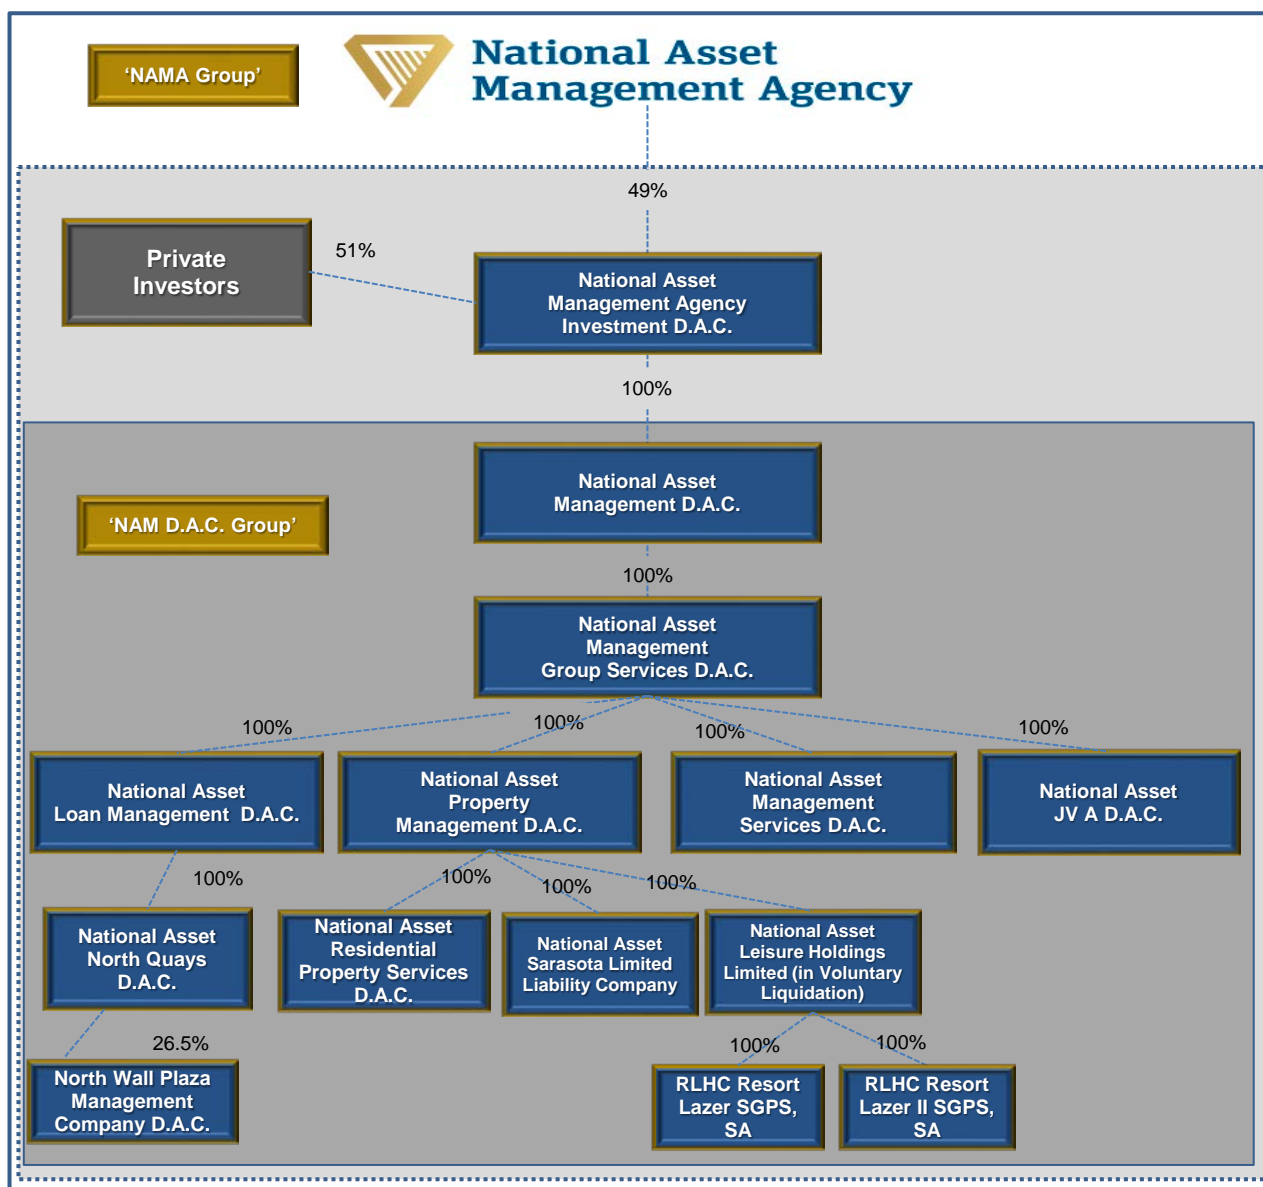 ‘NAMA Group’
National Asset
Management Agency
49%
Private
Investors
51%
National Asset
Management Agency
Investment D.A.C.
100%
National Asset
Management D.A.C.
‘NAM D.A.C. Group’
100%
National Asset
Management
Group Services D.A.C.
100%
100%
100%
100%
National Asset
Loan Management D.A.C.
National Asset
Property
Management D.A.C.
National Asset
Management
Services D.A.C.
National Asset
JV A D.A.C.
100%
100%
100%
100%
National Asset
North Quays
D.A.C.
National Asset
Residential
Property Services
D.A.C.
National Asset
Sarasota Limited
Liability Company
National Asset
Leisure Holdings
Limited (in Voluntary
Liquidation)
26.5%
100%
100%
North Wall Plaza
Management
Company D.A.C.
RLHC Resort
Lazer SGPS,
SA
RLHC Resort
Lazer II SGPS,
SA